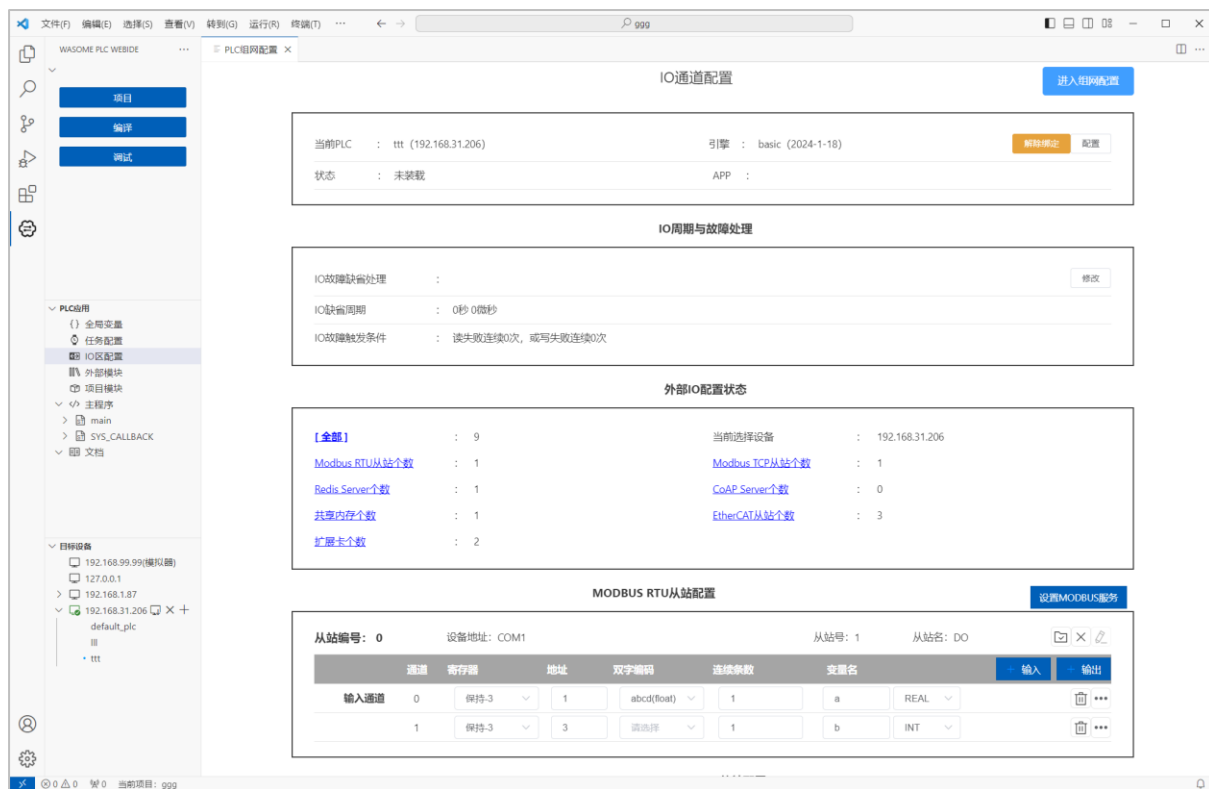 文件(F) 编辑(E) 选择(S) 查看(V) 转到(G) 运行(R) 终端(T) ··· ggg
WASOME PLC WEBIDE ···
PLC组网配置
项目
编译
调试
PLC应用
{} 全局变量
任务配置
IO区配置
外部模块
项目模块
主程序
main
SYS_CALLBACK
文档
目标设备
192.168.99.99(模拟器)
127.0.0.1
192.168.1.87
192.168.31.206
default_plc
lll
ttt
IO通道配置 进入组网配置
当前PLC : ttt (192.168.31.206) 引擎 : basic (2024-1-18) 解除绑定 配置
状态 : 未装载 APP :
IO周期与故障处理
IO故障缺省处理 : 修改
IO缺省周期 : 0秒 0微秒
IO故障触发条件 : 读失败连续0次，或写失败连续0次
外部IO配置状态
[ 全部 ] : 9 当前选择设备 : 192.168.31.206
Modbus RTU从站个数 : 1 Modbus TCP从站个数 : 1
Redis Server个数 : 1 CoAP Server个数 : 0
共享内存个数 : 1 EtherCAT从站个数 : 3
扩展卡个数 : 2
MODBUS RTU从站配置 设置MODBUS服务
从站编号： 0 设备地址：COM1 从站号：1 从站名：DO
通道 寄存器 地址 双字编码 连续条数 变量名 + 输入 + 输出
输入通道 0 保持-3 1 abcd(float) 1 a REAL ···
1 保持-3 3 请选择 1 b INT ···
0 0 0 当前项目：ggg